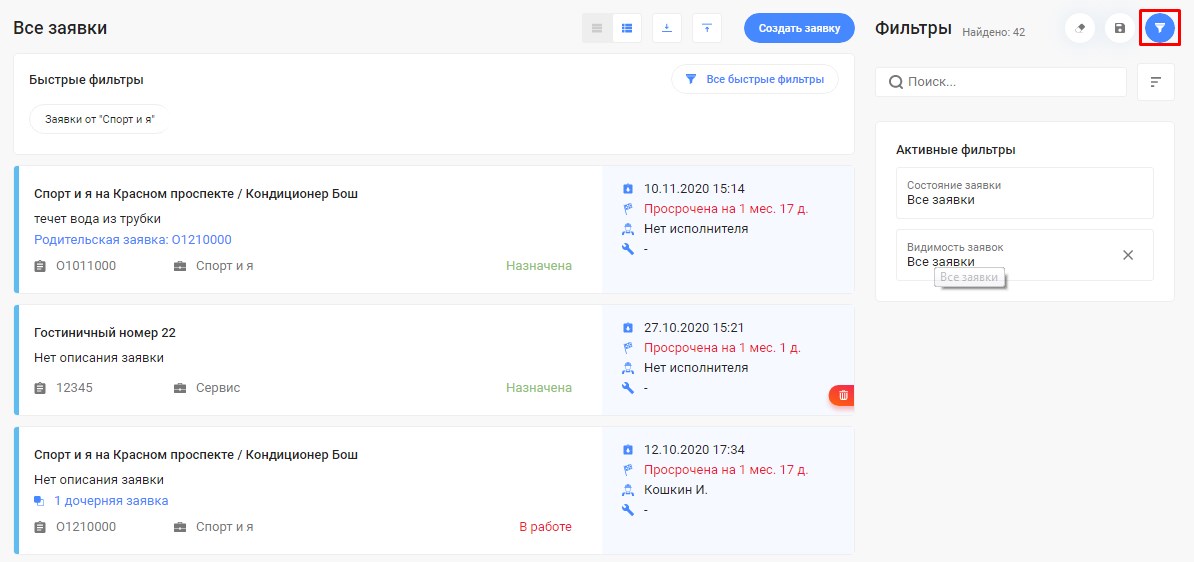 Все заявки
Создать заявку
Быстрые фильтры
Все быстрые фильтры
Заявки от "Спорт и я"
Спорт и я на Красном проспекте / Кондиционер Бош
течет вода из трубки
Родительская заявка: О1210000
О1011000
Спорт и я
Назначена
10.11.2020 15:14
Просрочена на 1 мес. 17 д.
Нет исполнителя
-
Гостиничный номер 22
Нет описания заявки
12345
Сервис
Назначена
27.10.2020 15:21
Просрочена на 1 мес. 1 д.
Нет исполнителя
-
Спорт и я на Красном проспекте / Кондиционер Бош
Нет описания заявки
1 дочерняя заявка
О1210000
Спорт и я
В работе
12.10.2020 17:34
Просрочена на 1 мес. 17 д.
Кошкин И.
-
Фильтры
Найдено: 42
Поиск...
Активные фильтры
Состояние заявки
Все заявки
Видимость заявок
Все заявки
Все заявки